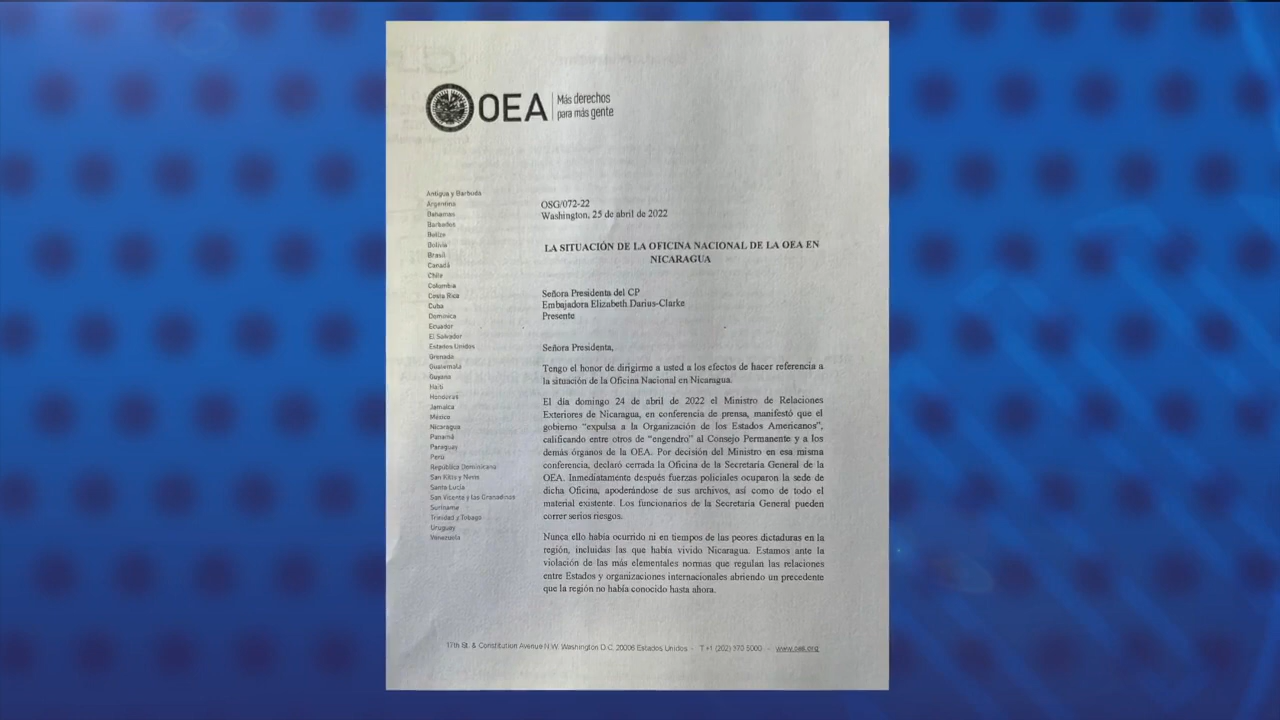 OEA
Más derechos
para más gente
Antigua y Barbuda
Argentina
Bahamas
Barbados
Belize
Bolivia
Brasil
Canadá
Chile
Colombia
Costa Rica
Cuba
Dominica
Ecuador
El Salvador
Estados Unidos
Grenada
Guatemala
Guyana
Haití
Honduras
Jamaica
México
Nicaragua
Panamá
Paraguay
Perú
República Dominicana
San Kitts y Nevis
Santa Lucía
San Vicente y las Granadinas
Suriname
Trinidad y Tobago
Uruguay
Venezuela
OSG/072-22
Washington, 25 de abril de 2022
LA SITUACIÓN DE LA OFICINA NACIONAL DE LA OEA EN
NICARAGUA
Señora Presidenta del CP
Embajadora Elizabeth Darius-Clarke
Presente
Señora Presidenta,
Tengo el honor de dirigirme a usted a los efectos de hacer referencia a
la situación de la Oficina Nacional en Nicaragua.
El día domingo 24 de abril de 2022 el Ministro de Relaciones
Exteriores de Nicaragua, en conferencia de prensa, manifestó que el
gobierno “expulsa a la Organización de los Estados Americanos”,
calificando entre otros de “engendro” al Consejo Permanente y a los
demás órganos de la OEA. Por decisión del Ministro en esa misma
conferencia, declaró cerrada la Oficina de la Secretaría General de la
OEA. Inmediatamente después fuerzas policiales ocuparon la sede de
dicha Oficina, apoderándose de sus archivos, así como de todo el
material existente. Los funcionarios de la Secretaría General pueden
correr serios riesgos.
Nunca ello había ocurrido ni en tiempos de las peores dictaduras en la
región, incluidas las que había vivido Nicaragua. Estamos ante la
violación de las más elementales normas que regulan las relaciones
entre Estados y organizaciones internacionales abriendo un precedente
que la región no había conocido hasta ahora.
17th St. & Constitution Avenue N.W. Washington D.C. 20006 Estados Unidos - T +1 (202) 370 5000 - www.oas.org